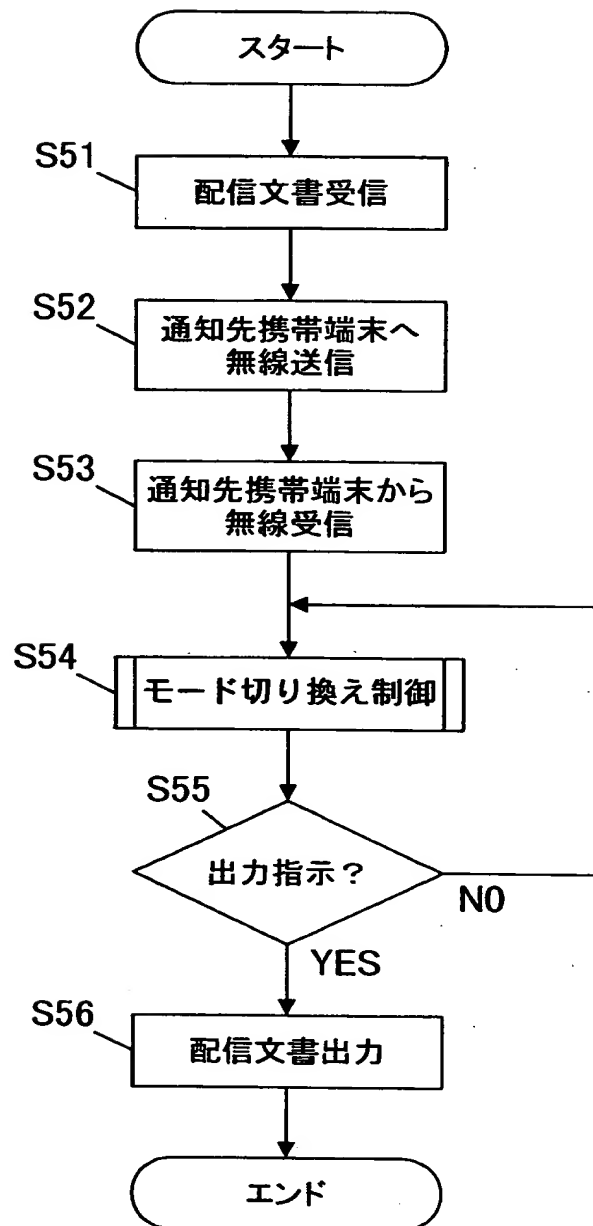 スタート
S51
配信文書受信
S52
通知先携帯端末へ
無線送信
S53
通知先携帯端末から
無線受信
S54
モード切り換え制御
S55
出力指示？
NO
YES
S56
配信文書出力
エンド